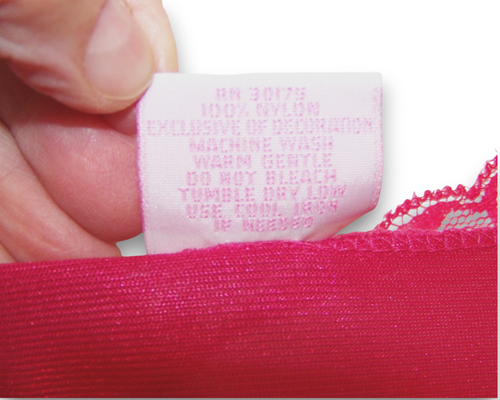 RN 30175
100% NYLON
EXCLUSIVE OF DECORATION
MACHINE WASH
WARM GENTLE
DO NOT BLEACH
TUMBLE DRY LOW
USE COOL IRON
IF NEEDED